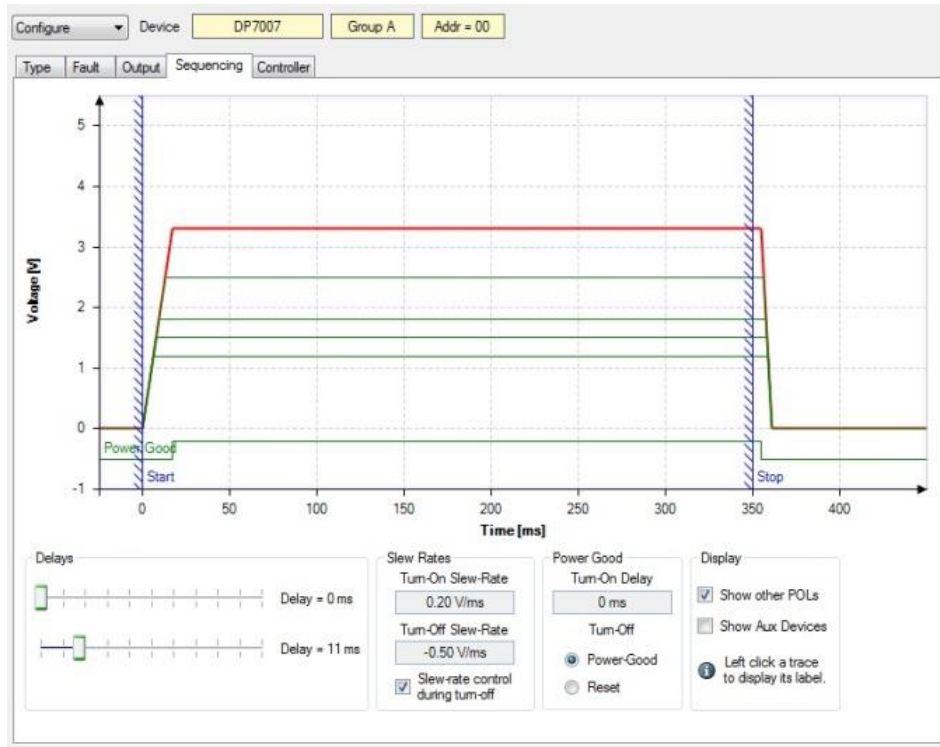 Configure Device DP7007 Group A Addr = 00
Type Fault Output Sequencing Controller
5
4
3
2
1
0
-1
Voltage [V]
Power Good
Start
Stop
0 50 100 150 200 250 300 350 400
Time [ms]
Delays
Delay = 0 ms
Delay = 11 ms
Slew Rates
Turn-On Slew-Rate
0.20 V/ms
Turn-Off Slew-Rate
-0.50 V/ms
Slew-rate control
during turn-off
Power Good
Turn-On Delay
0 ms
Turn-Off
Power-Good
Reset
Display
Show other POLs
Show Aux Devices
Left click a trace
to display its label.